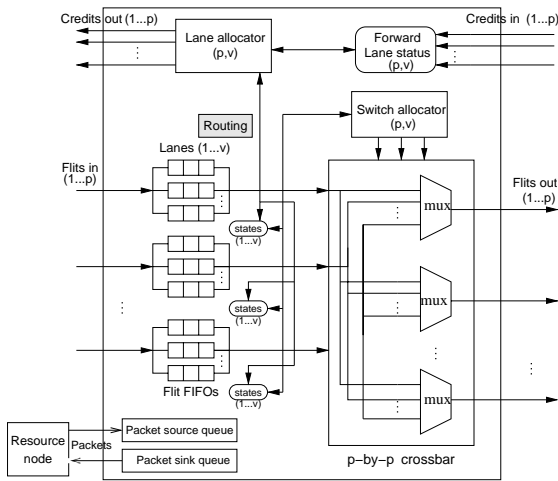 Credits out (1...p)
Credits in (1...p)
Lane allocator
(p,v)
Forward
Lane status
(p,v)
Routing
Switch allocator
(p,v)
Lanes (1...v)
Flits in
(1...p)
Flits out
(1...p)
mux
states
(1...v)
mux
states
(1...v)
mux
states
(1...v)
Flit FIFOs
Resource
node
Packets
Packet source queue
Packet sink queue
p−by−p crossbar